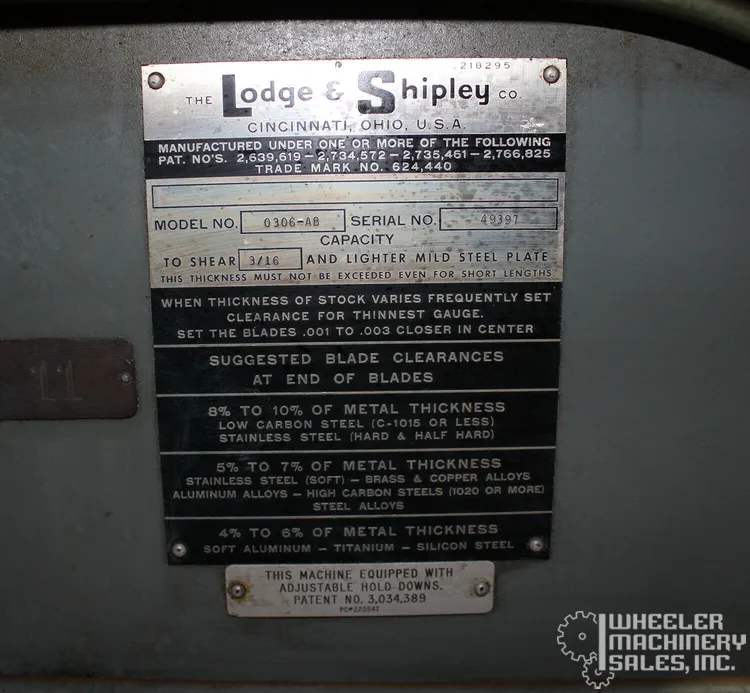 218295
THE Lodge & Shipley CO.
CINCINNATI, OHIO, U.S.A.
MANUFACTURED UNDER ONE OR MORE OF THE FOLLOWING
PAT. NO'S. 2,639,619-2,734,572-2,735,461-2,766,825
TRADE MARK NO. 624,440
MODEL NO. 0306-AB SERIAL NO. 49397
CAPACITY
TO SHEAR 3/16 AND LIGHTER MILD STEEL PLATE
THIS THICKNESS MUST NOT BE EXCEEDED EVEN FOR SHORT LENGTHS
WHEN THICKNESS OF STOCK VARIES FREQUENTLY SET
CLEARANCE FOR THINNEST GAUGE.
SET THE BLADES .001 TO .003 CLOSER IN CENTER
SUGGESTED BLADE CLEARANCES
AT END OF BLADES
8% TO 10% OF METAL THICKNESS
LOW CARBON STEEL (C-1015 OR LESS)
STAINLESS STEEL (HARD & HALF HARD)
5% TO 7% OF METAL THICKNESS
STAINLESS STEEL (SOFT) - BRASS & COPPER ALLOYS
ALUMINUM ALLOYS - HIGH CARBON STEELS (1020 OR MORE)
STEEL ALLOYS
4% TO 6% OF METAL THICKNESS
SOFT ALUMINUM - TITANIUM - SILICON STEEL
THIS MACHINE EQUIPPED WITH
ADJUSTABLE HOLD DOWNS.
PATENT NO. 3,034,389
PC#220542
11
WHEELER
MACHINERY
SALES, INC.